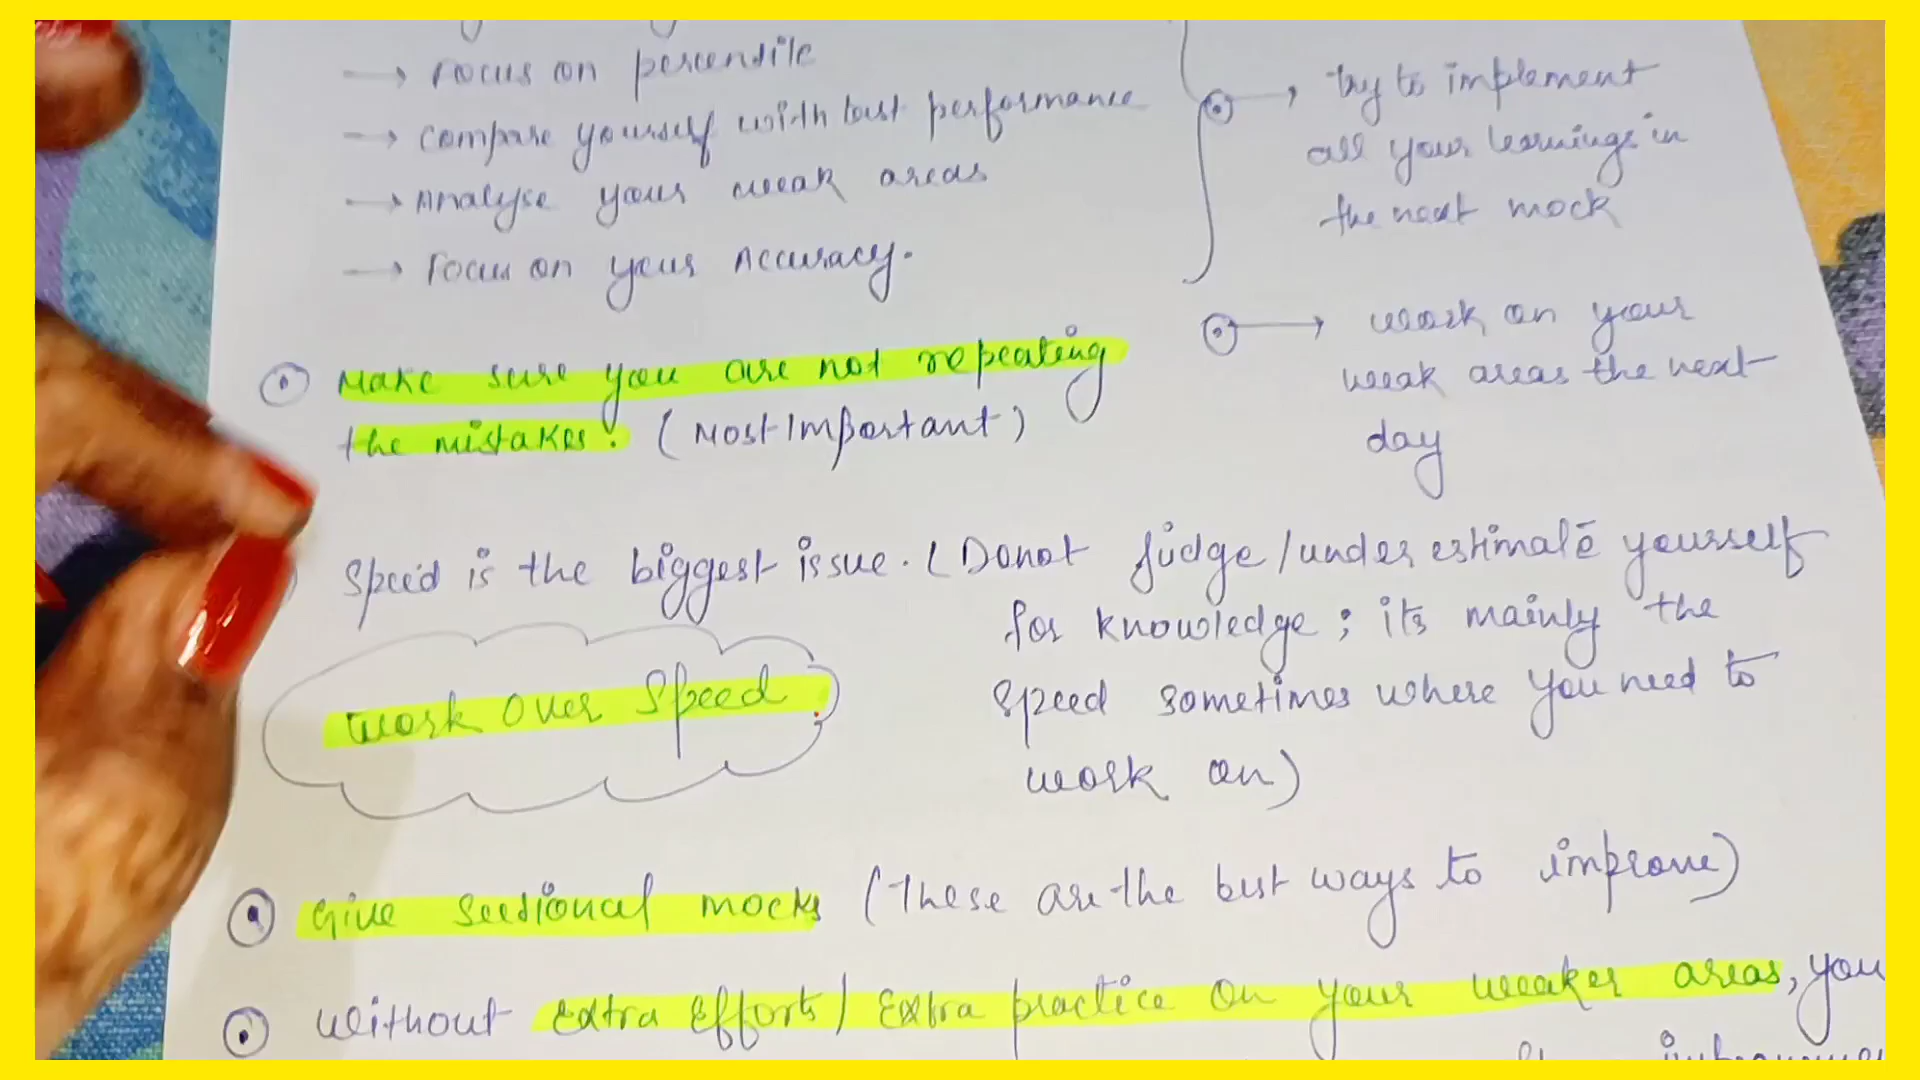 → Focus on percentile
→ compare yourself with best performance
→ Analyse your weak areas
→ Focus on your Accuracy.
→ try to implement
all your learnings in
the next mock
→ work on your
weak areas the next
day
Make sure you are not repeating
the mistakes. (Most Important)
Speed is the biggest issue. (Donot judge/underestimate yourself
for knowledge; its mainly the
speed sometimes where you need to
work on)
Work Over Speed.
Give sectional mocks (These are the best ways to improve)
Without extra efforts/Extra practice on your weaker areas, you